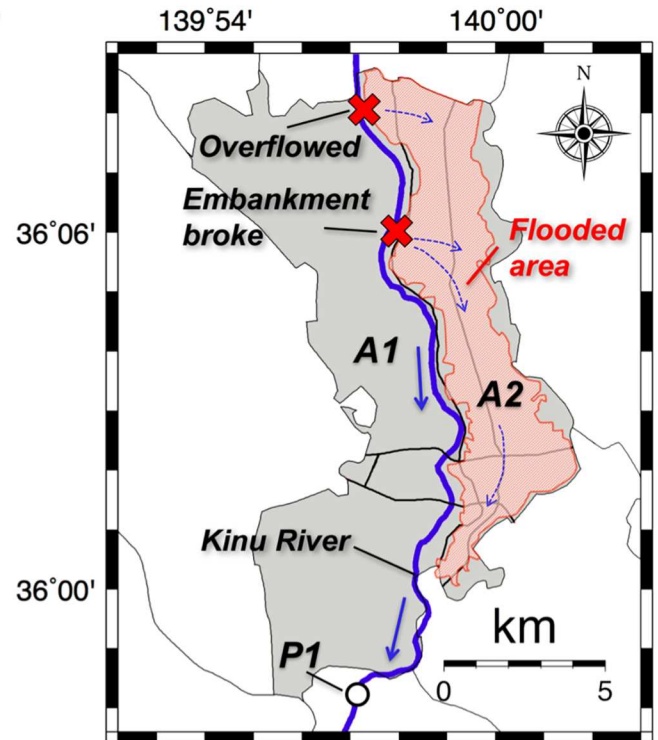 139°54'
140°00'
N
Overflowed
Embankment
broke
36°06'
Flooded
area
A1
A2
Kinu River
36°00'
km
P1
0
5